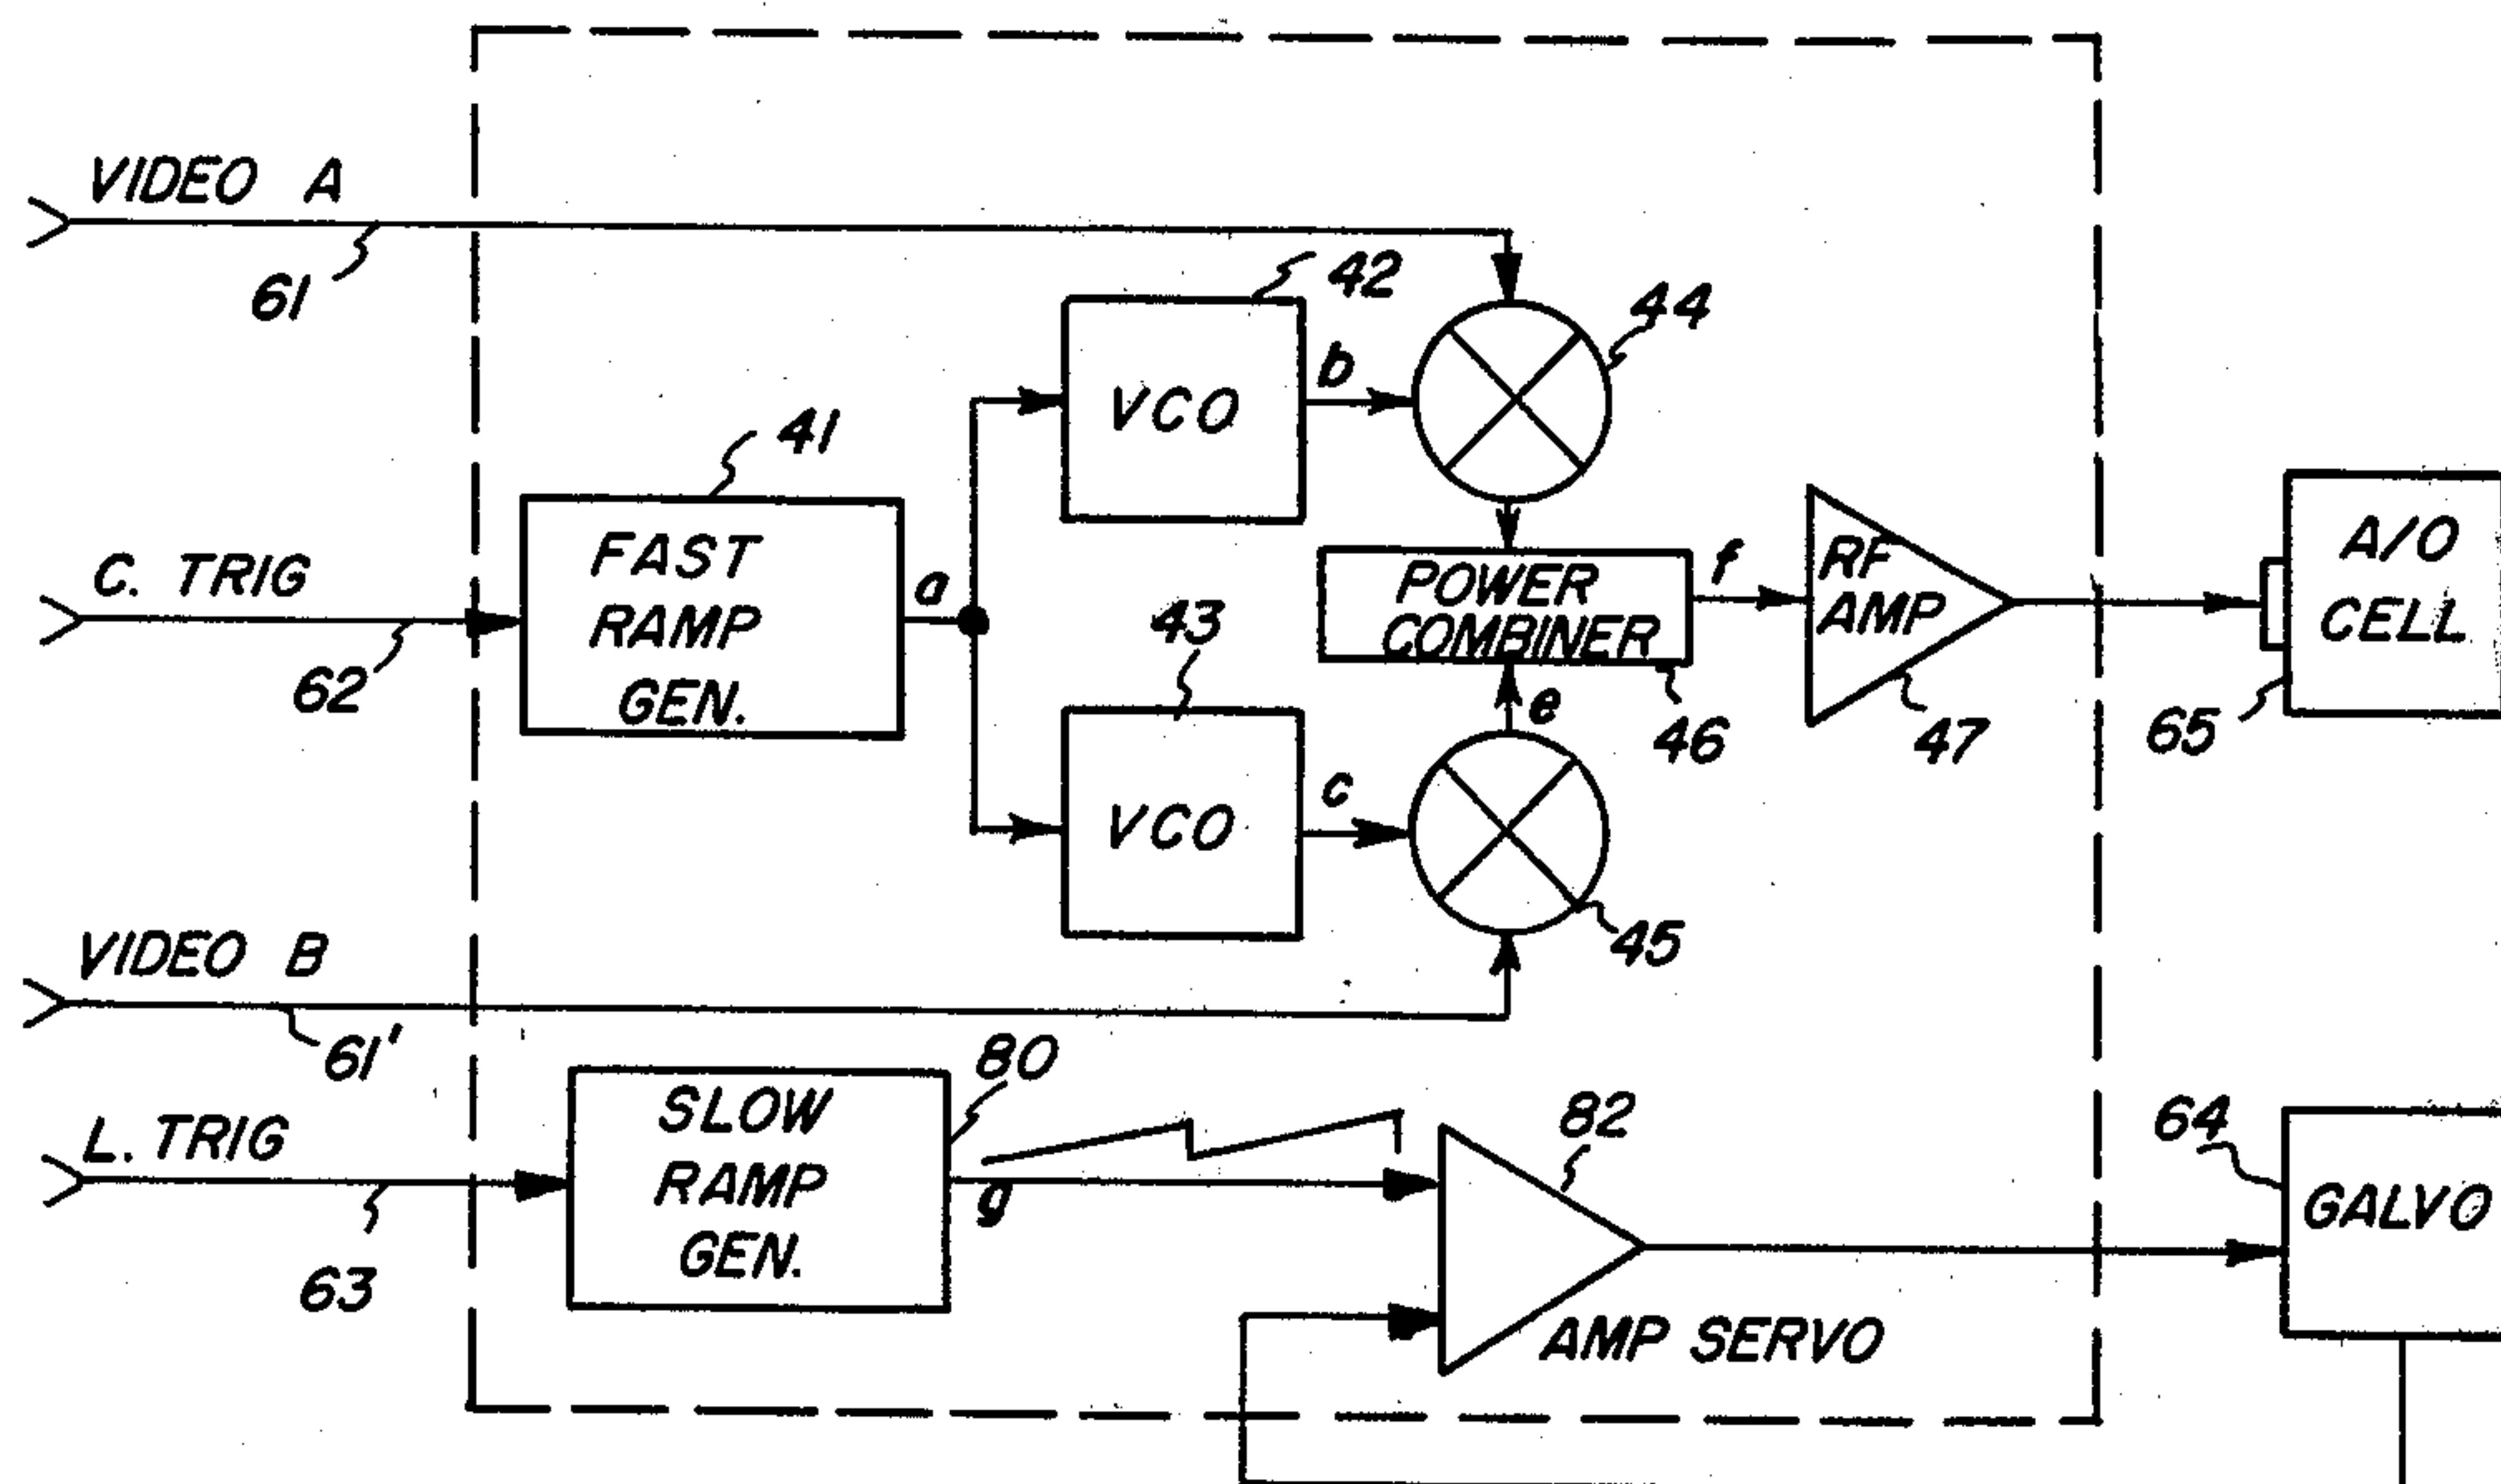 VIDEO A
61
42
44
VCO
b
41
C. TRIG
62
FAST
RAMP
GEN.
a
43
POWER
COMBINER
f
RF
AMP
46
47
A/O
CELL
65
e
VCO
c
45
VIDEO B
61'
80
L. TRIG
63
SLOW
RAMP
GEN.
g
82
AMP SERVO
64
GALVO